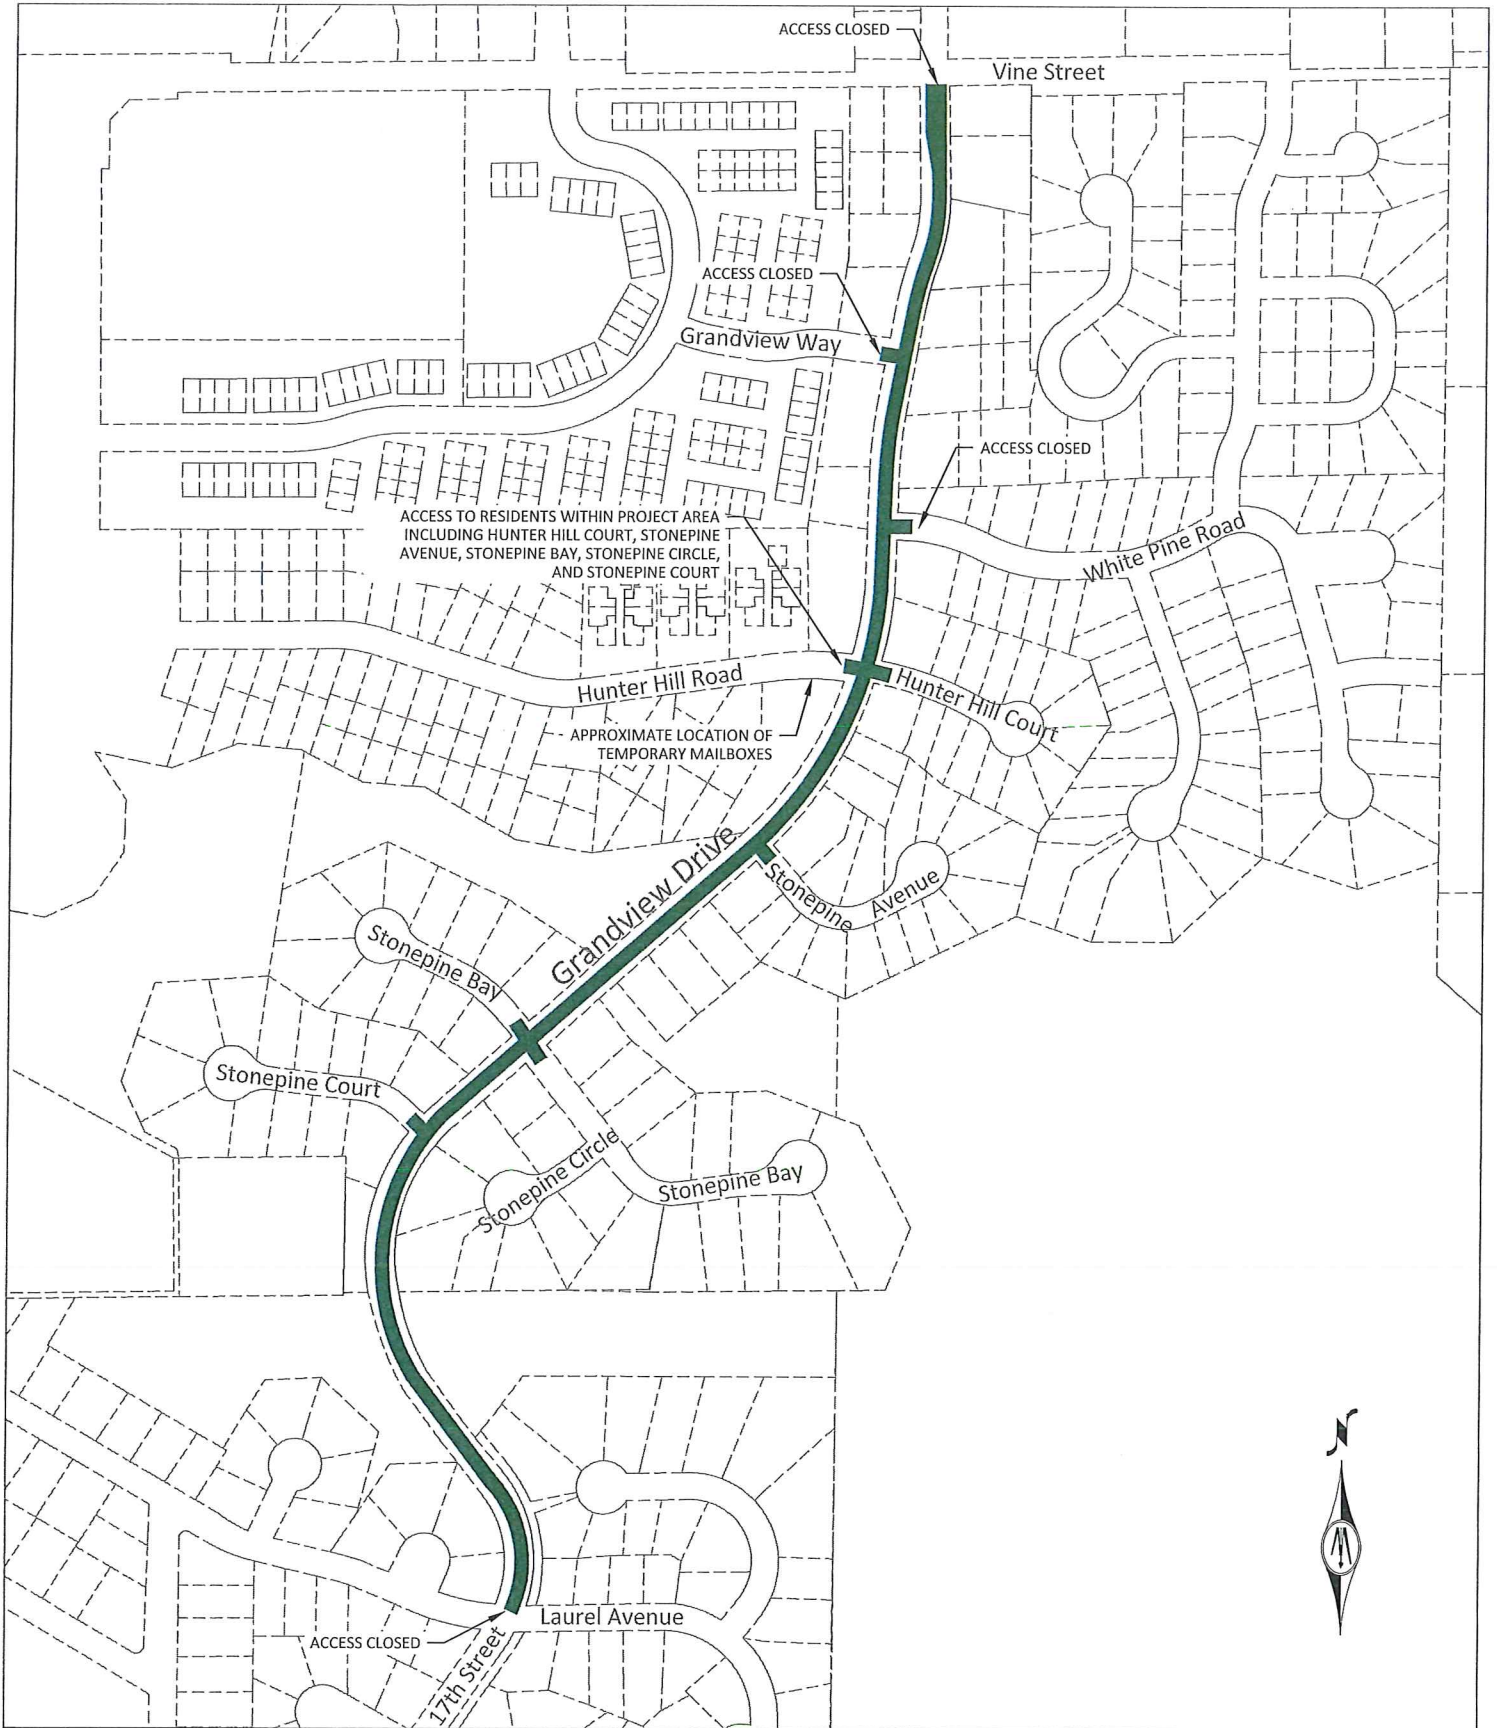 ACCESS CLOSED
Vine Street
ACCESS CLOSED
Grandview Way
ACCESS CLOSED
ACCESS TO RESIDENTS WITHIN PROJECT AREA
INCLUDING HUNTER HILL COURT, STONEPINE
AVENUE, STONEPINE BAY, STONEPINE CIRCLE,
AND STONEPINE COURT
White Pine Road
Hunter Hill Road
Hunter Hill Court
APPROXIMATE LOCATION OF
TEMPORARY MAILBOXES
Grandview Drive
Stonepine Avenue
Stonepine Bay
Stonepine Court
Stonepine Circle
Stonepine Bay
N
Laurel Avenue
ACCESS CLOSED
17th Street